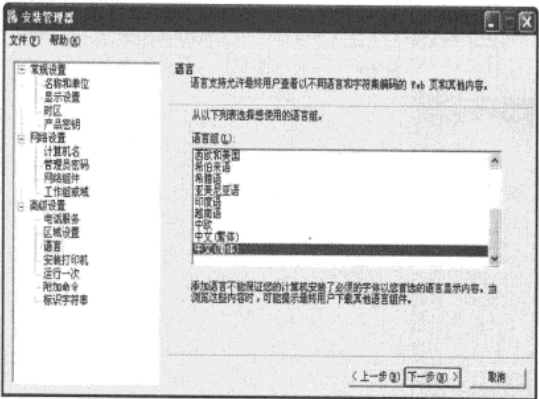 安装管理器
文件(F) 帮助(H)
常规设置
名称和单位
显示设置
时区
产品密钥
网络设置
计算机名
管理员密码
网络组件
工作组或域
高级设置
电话服务
区域设置
语言
安装打印机
运行一次
附加命令
标识字符串
语言
语言支持允许最终用户查看以不同语言和字符集编码的 Web 页和其他内容。
从以下列表选择想使用的语言组。
语言组(L):
西欧和美国
希伯来语
希腊语
亚美尼亚语
印度语
越南语
中欧
中文(繁体)
中文(简体)
添加语言不能保证您的计算机安装了必须的字体以您首选的语言显示内容。当
浏览这些内容时,可能提示最终用户下载其他语言组件。
<上一步(B) 下一步(N)> 取消